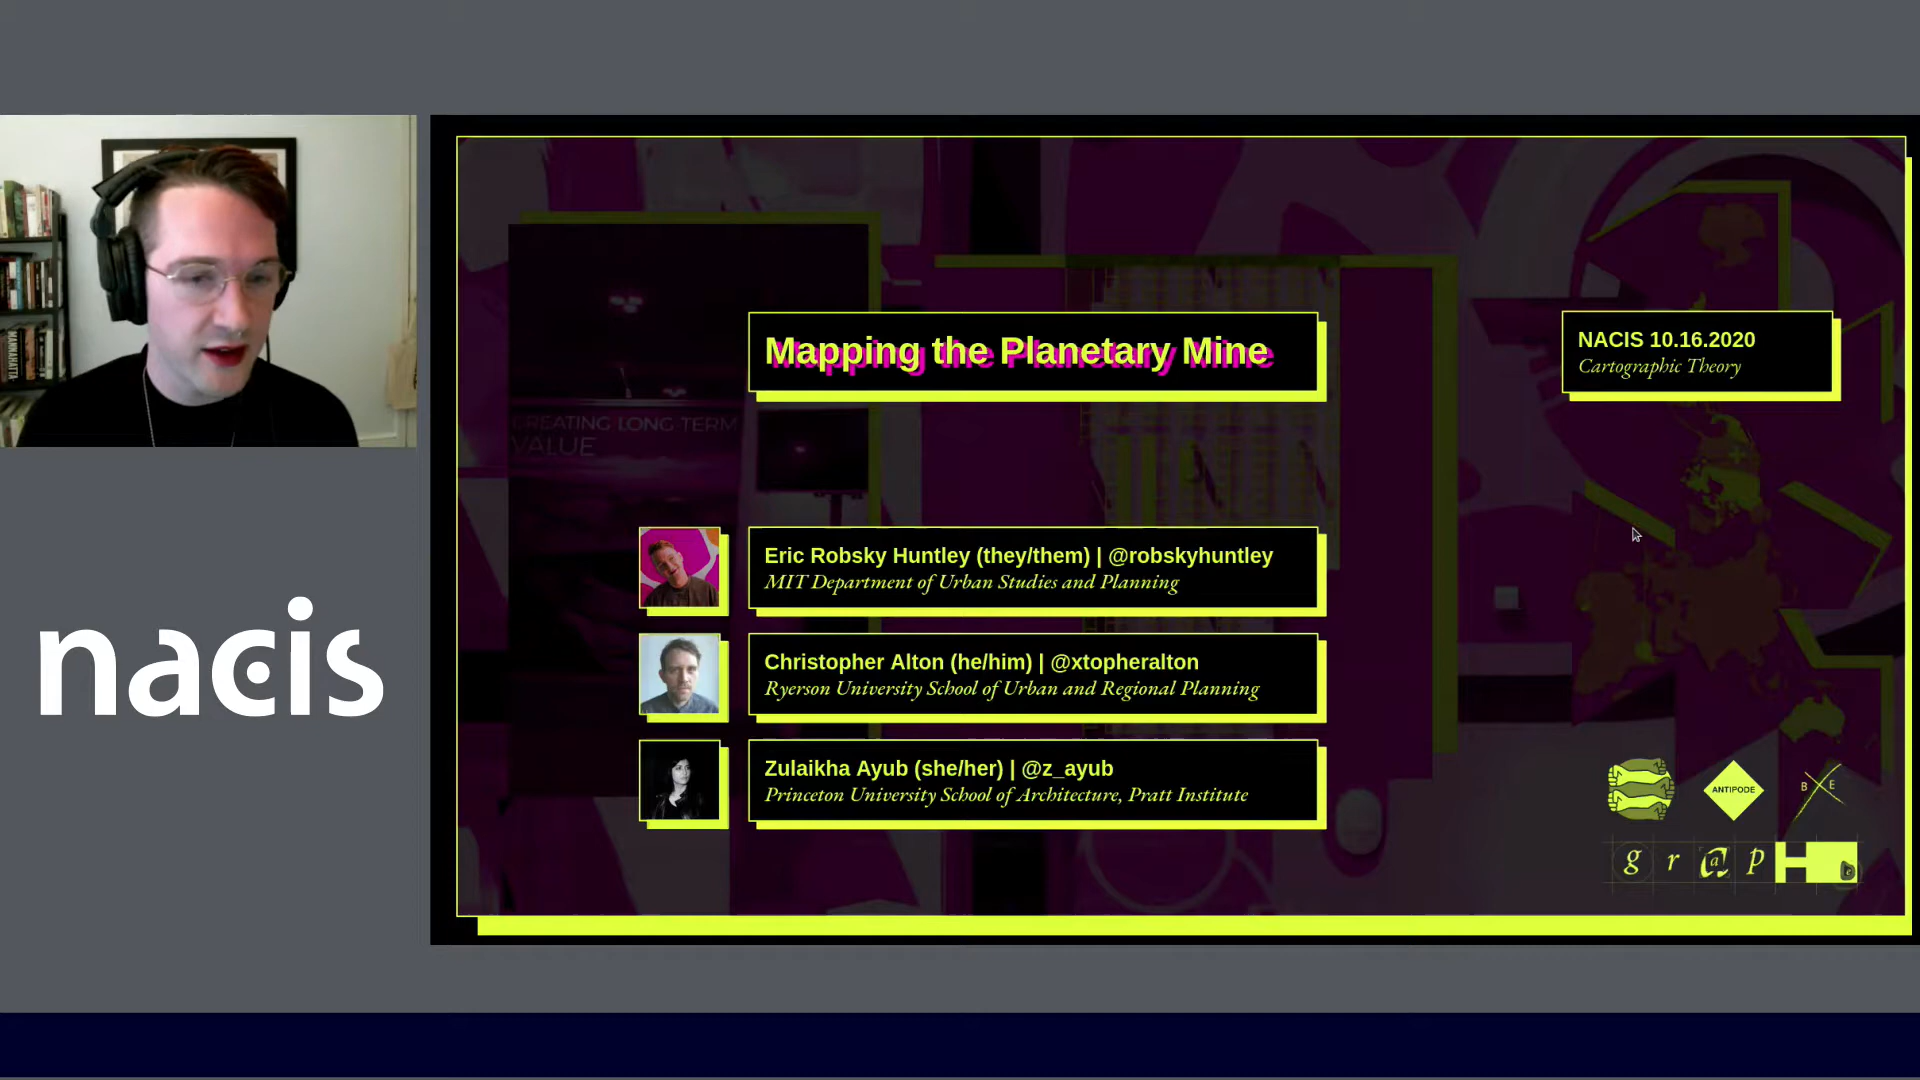 MANNAHATTA
nacis
CREATING LONG TERM
VALUE
Mapping the Planetary Mine
NACIS 10.16.2020
Cartographic Theory
Eric Robsky Huntley (they/them) | @robskyhuntley
MIT Department of Urban Studies and Planning
Christopher Alton (he/him) | @xtopheralton
Ryerson University School of Urban and Regional Planning
Zulaikha Ayub (she/her) | @z_ayub
Princeton University School of Architecture, Pratt Institute
ANTIPODE
B E
g r a p H e